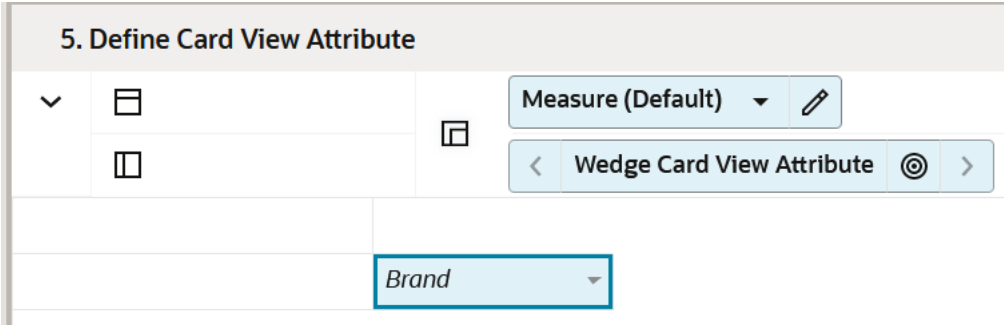 5. Define Card View Attribute
Measure (Default)
Wedge Card View Attribute
Brand